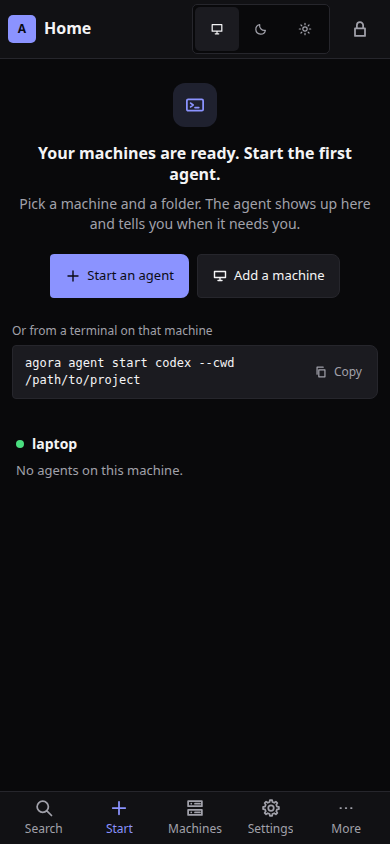 A Home
Your machines are ready. Start the first
agent.
Pick a machine and a folder. The agent shows up here
and tells you when it needs you.
Start an agent
Add a machine
Or from a terminal on that machine
agora agent start codex --cwd
/path/to/project
Copy
laptop
No agents on this machine.
Search
Start
Machines
Settings
More